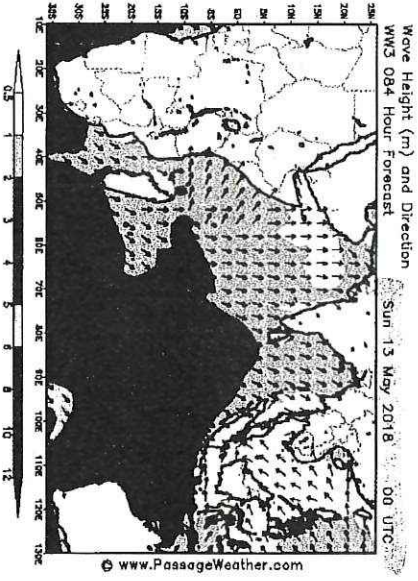 Wave Height (m) and Direction
WW3 084 Hour Forecast Sun 13 May 2018 00 UTC
25N
20N
15N
10N
5N
EQ
5S
10S
15S
20S
25S
30S
10E 20E 30E 40E 50E 60E 70E 80E 90E 100E 110E 120E 130E
0.5 1 2 3 4 5 6 8 10 12
© www.PassageWeather.com